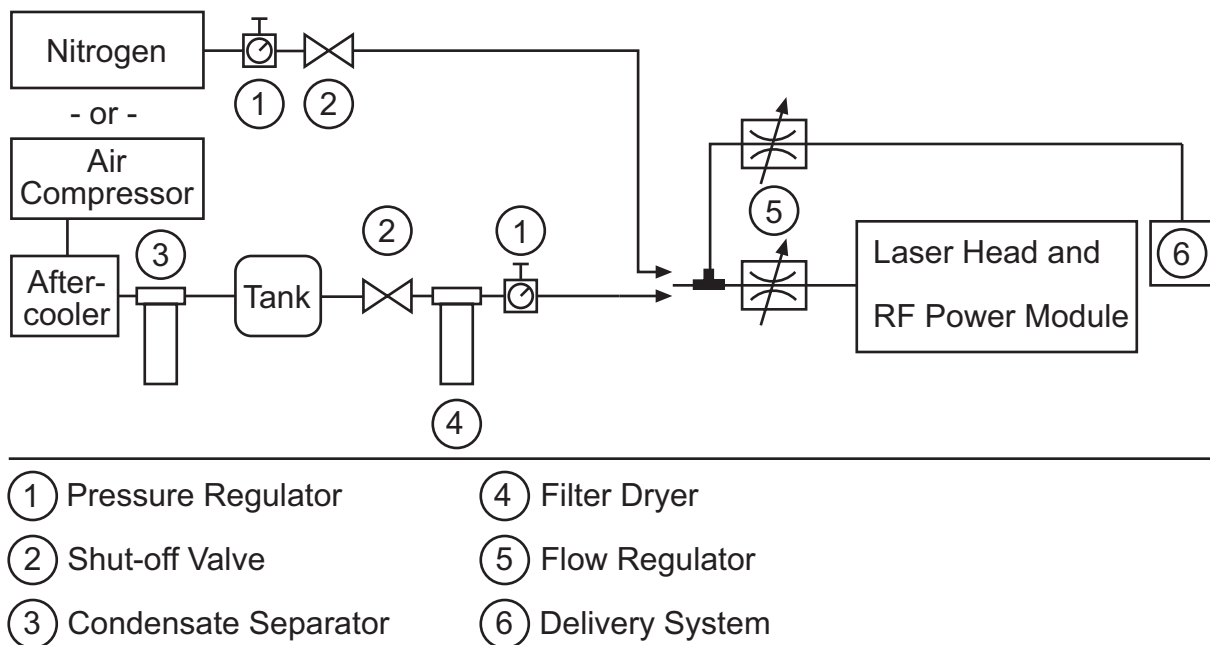 Nitrogen
1
2
- or -
Air
Compressor
After-
cooler
3
Tank
2
4
1
5
Laser Head and
RF Power Module
6
1 Pressure Regulator
2 Shut-off Valve
3 Condensate Separator
4 Filter Dryer
5 Flow Regulator
6 Delivery System